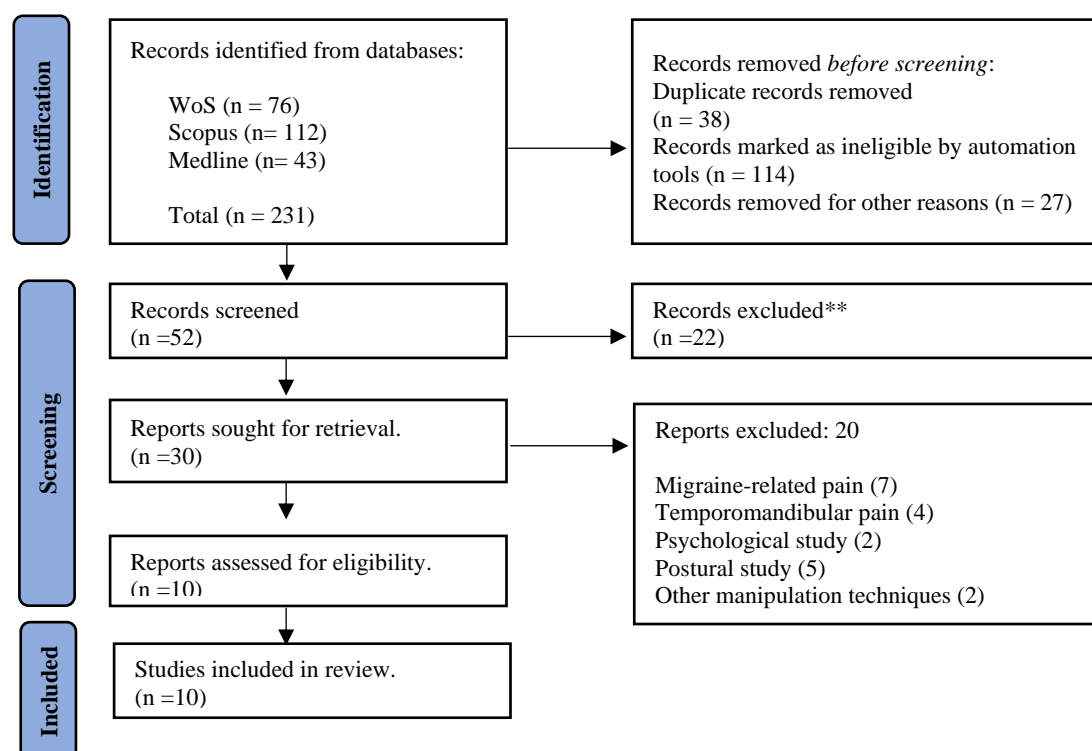 Identification
Records identified from databases:
WoS (n = 76)
Scopus (n= 112)
Medline (n= 43)
Total (n = 231)
Records removed before screening:
Duplicate records removed
(n = 38)
Records marked as ineligible by automation
tools (n = 114)
Records removed for other reasons (n = 27)
Screening
Records screened
(n =52)
Records excluded**
(n =22)
Reports sought for retrieval.
(n =30)
Reports excluded: 20
Migraine-related pain (7)
Temporomandibular pain (4)
Psychological study (2)
Postural study (5)
Other manipulation techniques (2)
Reports assessed for eligibility.
(n =10)
Included
Studies included in review.
(n =10)